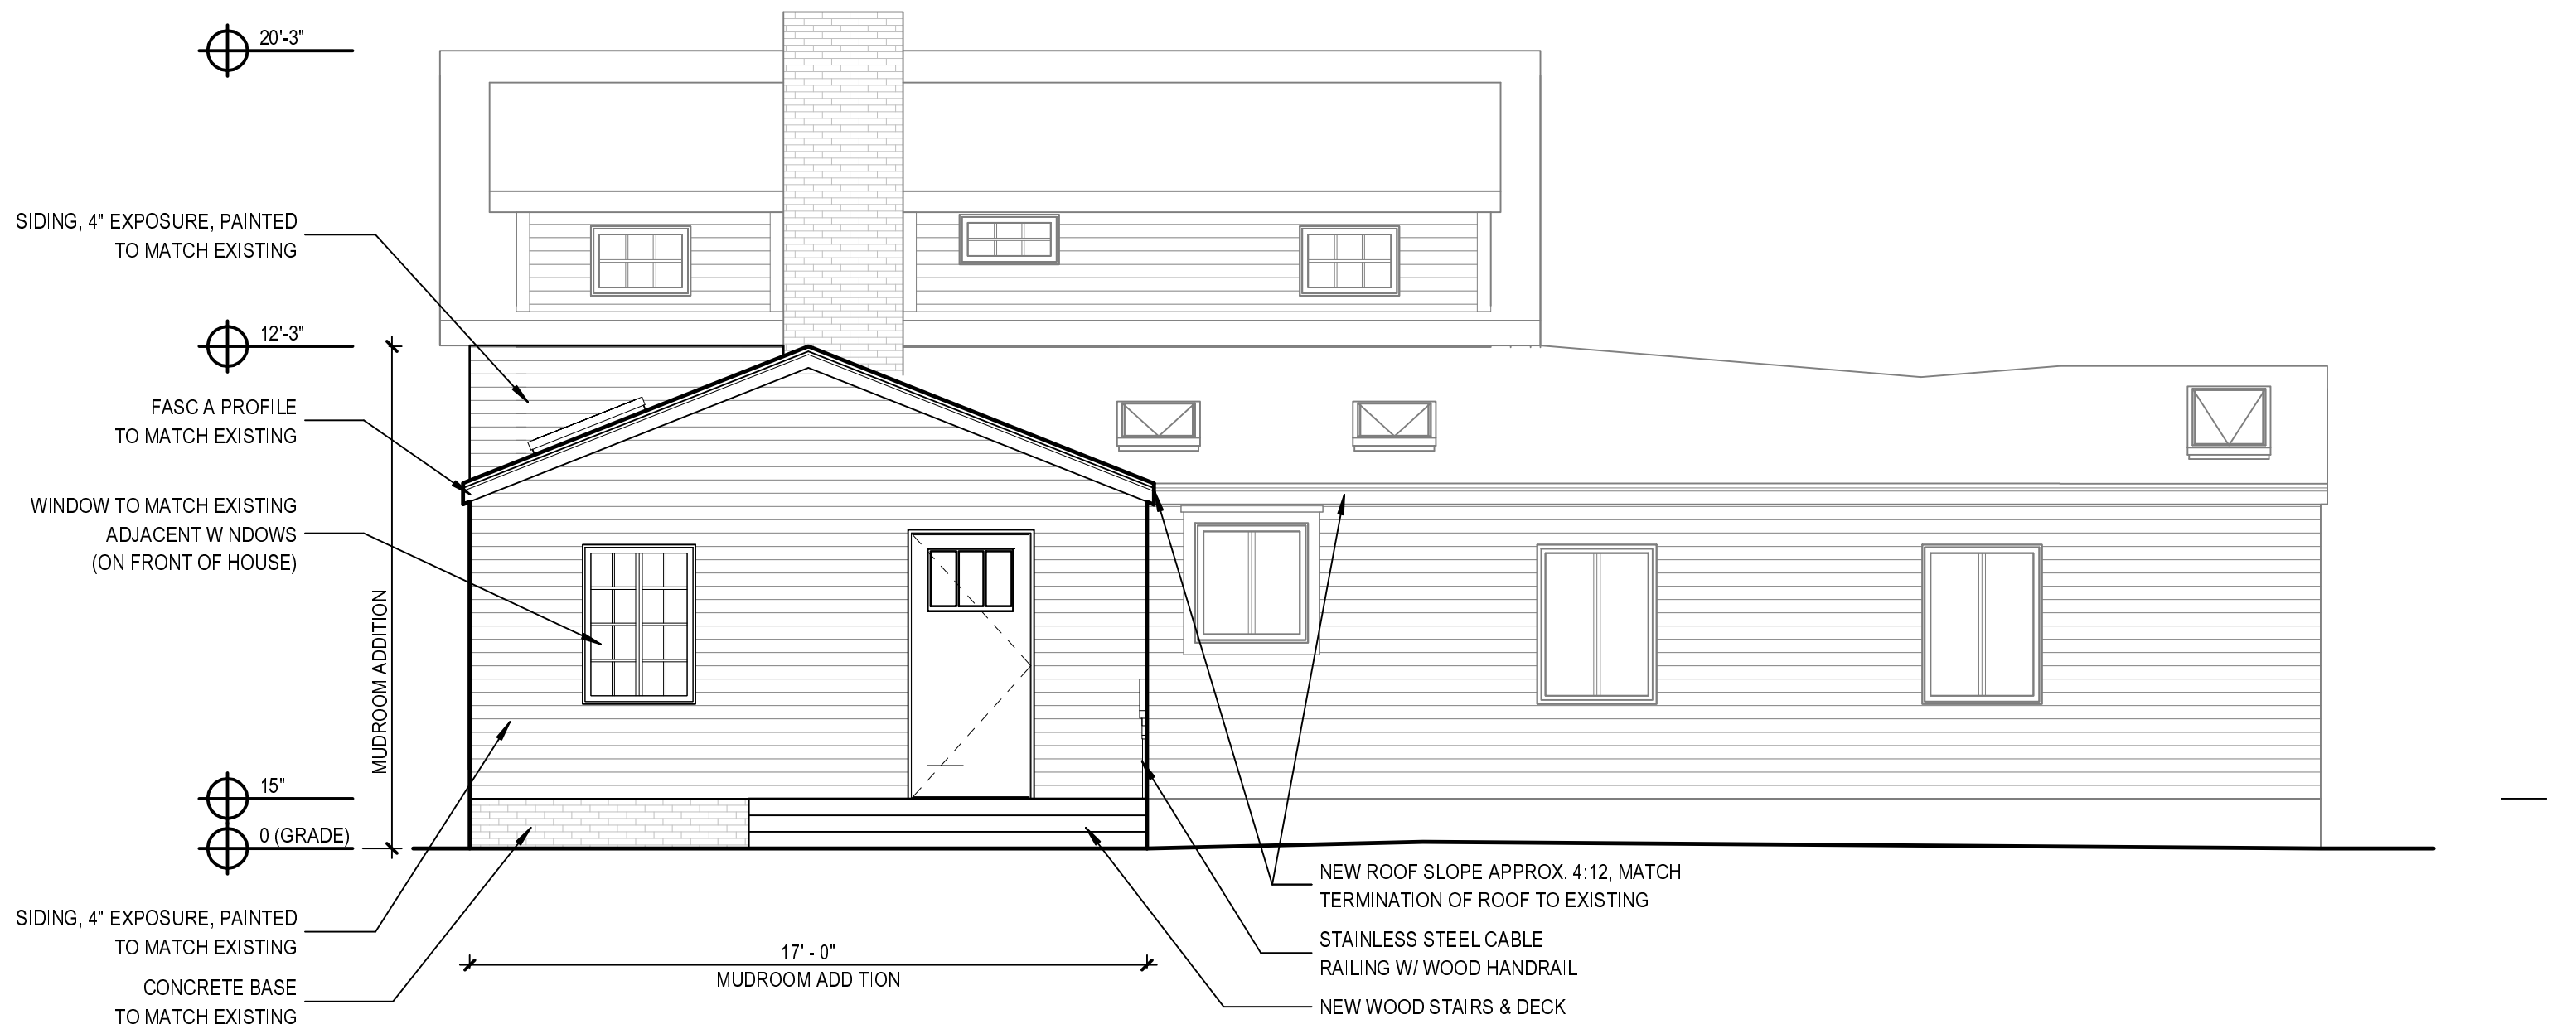 20'-3"
SIDING, 4" EXPOSURE, PAINTED
TO MATCH EXISTING
12'-3"
FASCIA PROFILE
TO MATCH EXISTING
WINDOW TO MATCH EXISTING
ADJACENT WINDOWS
(ON FRONT OF HOUSE)
MUDROOM ADDITION
15"
0 (GRADE)
SIDING, 4" EXPOSURE, PAINTED
TO MATCH EXISTING
CONCRETE BASE
TO MATCH EXISTING
17' - 0"
MUDROOM ADDITION
NEW ROOF SLOPE APPROX. 4:12, MATCH
TERMINATION OF ROOF TO EXISTING
STAINLESS STEEL CABLE
RAILING W/ WOOD HANDRAIL
NEW WOOD STAIRS & DECK